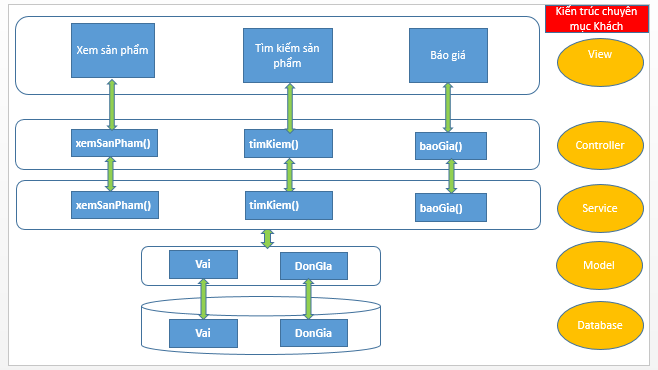 Kiến trúc chuyên
mục Khách
Xem sản phẩm
Tìm kiếm sản
phẩm
Báo giá
View
xemSanPham()
timKiem()
baoGia()
Controller
xemSanPham()
timKiem()
baoGia()
Service
Vai
DonGIa
Model
Vai
DonGia
Database